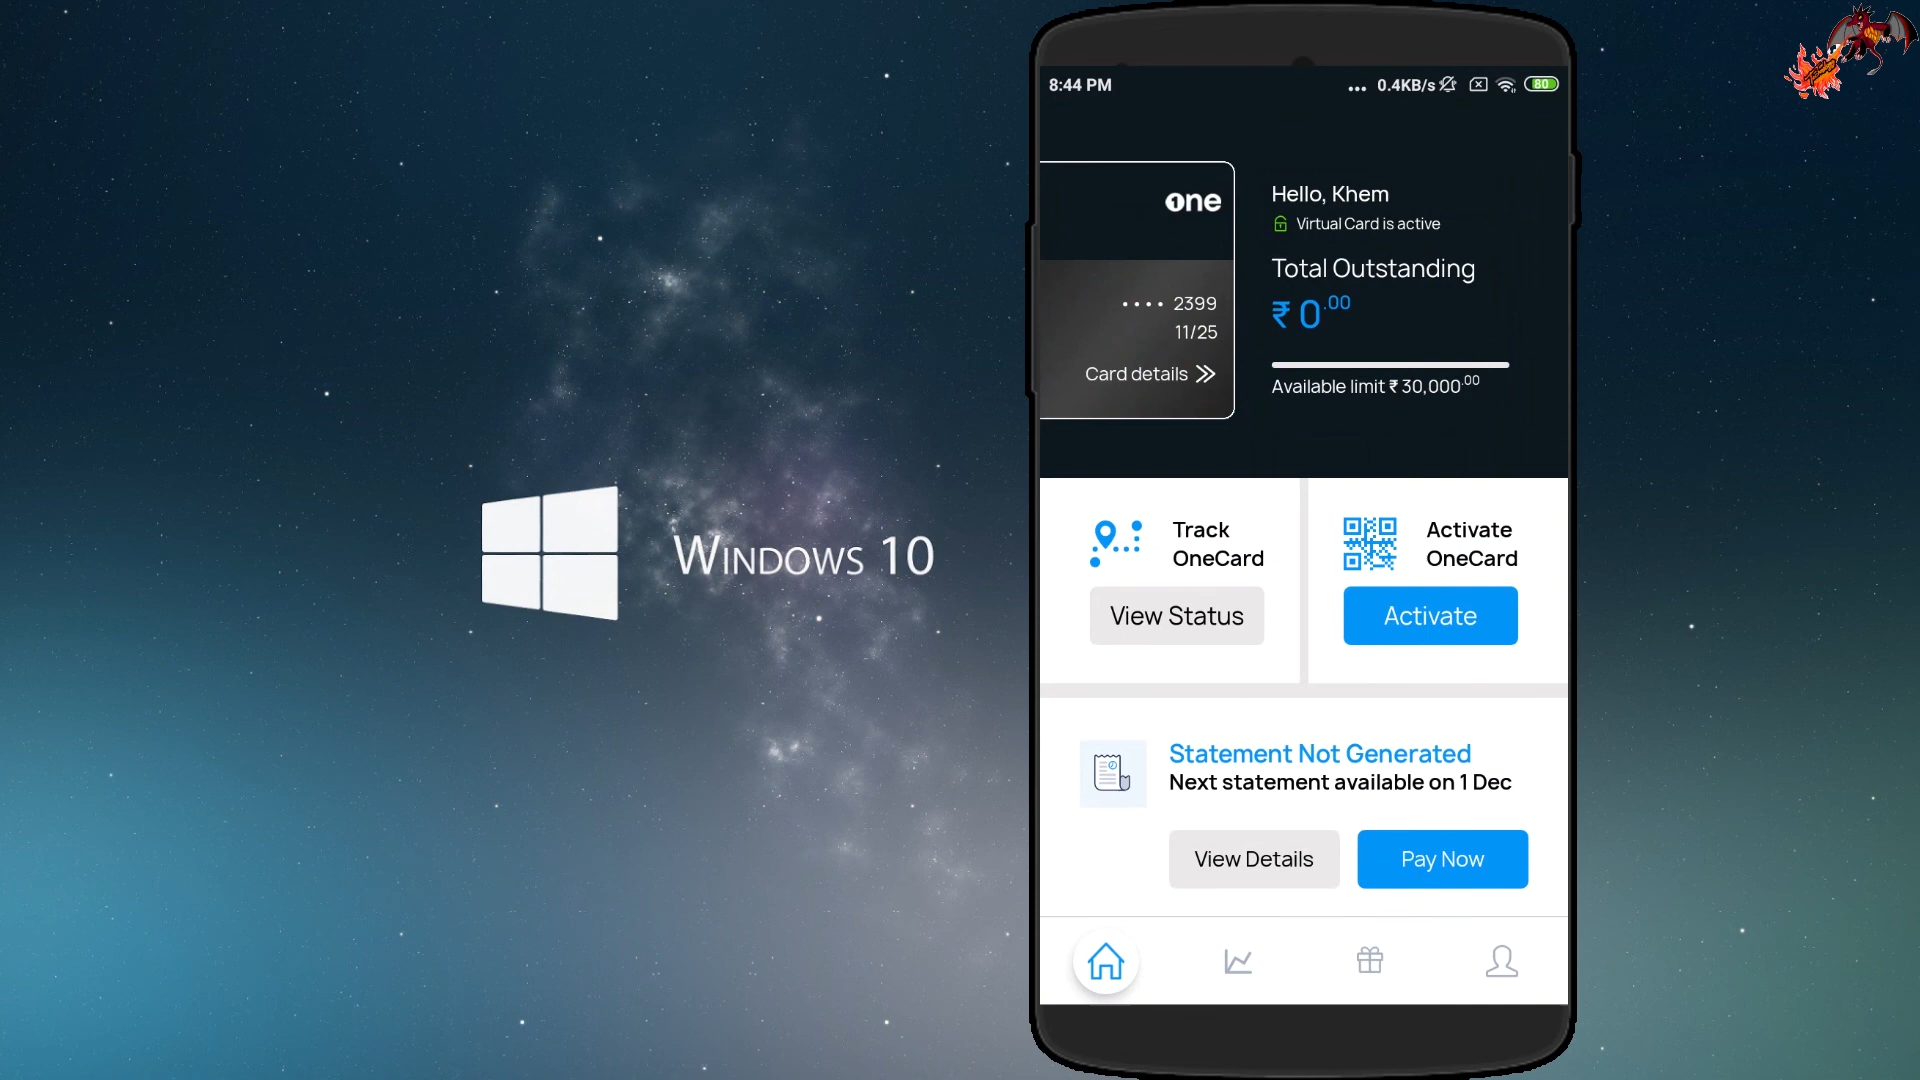 WINDOWS 10
8:44 PM
... 0.4KB/s
80
one
•••• 2399
11/25
Card details
Hello, Khem
Virtual Card is active
Total Outstanding
₹ 0.00
Available limit ₹ 30,000.00
Track
OneCard
View Status
Activate
OneCard
Activate
Statement Not Generated
Next statement available on 1 Dec
View Details
Pay Now